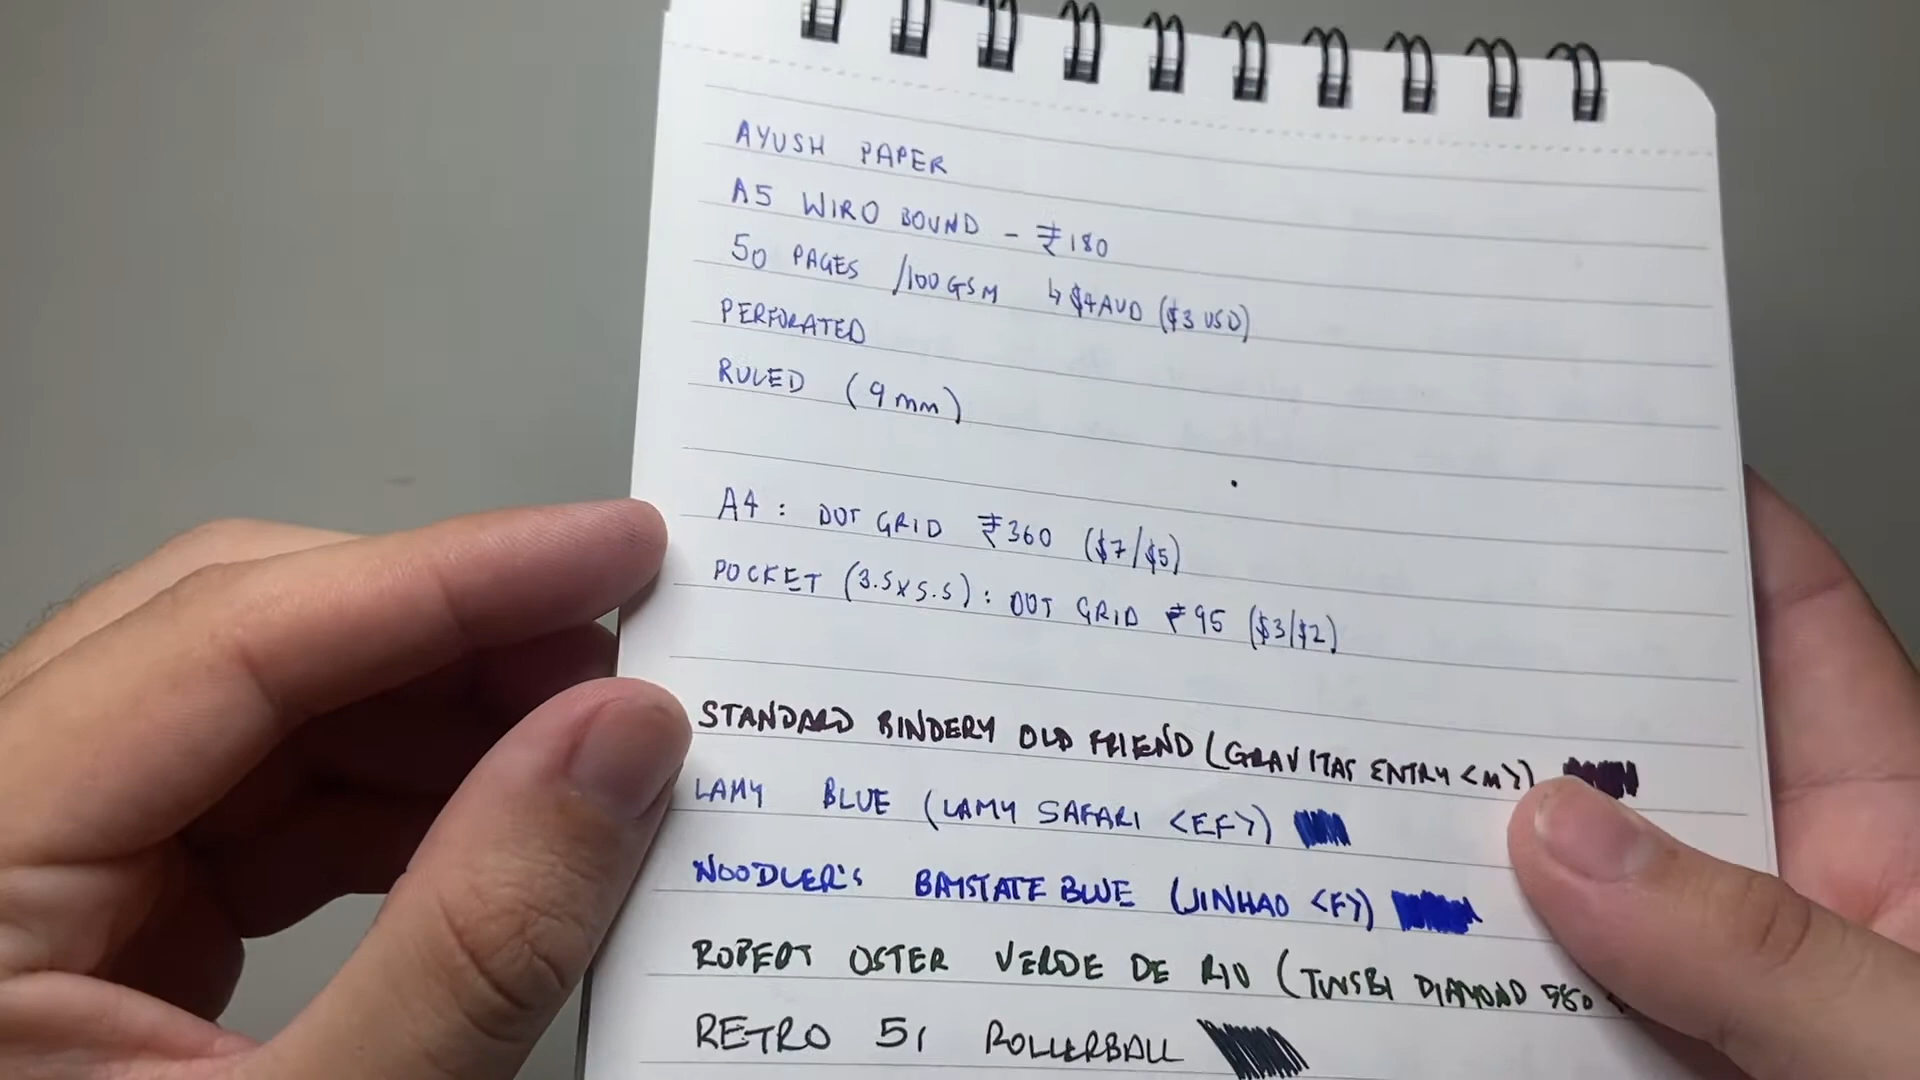 AYUSH PAPER
A5 WIRO BOUND - ₹180
50 PAGES /100GSM ↳ $4AUD ($3 USD)
PERFORATED
RULED (9mm)
A4 : DOT GRID ₹360 ($7/$5)
POCKET (3.5x5.5) : DOT GRID ₹95 ($3/$2)
STANDARD BINDERY OLD FRIEND (GRAVITAS ENTRY <M>)
LAMY BLUE (LAMY SAFARI <EF>)
NOODLER'S BAYSTATE BLUE (JINHAO <F>)
ROBERT OSTER VERDE DE RIO (TWSBI DIAMOND 580
RETRO 51 ROLLERBALL